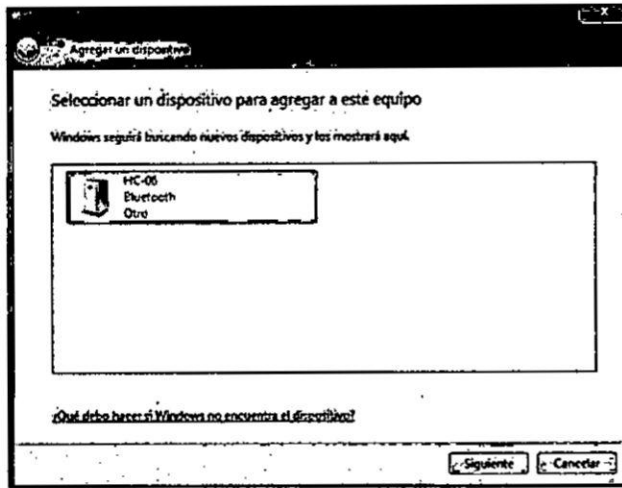 Agregar un dispositivo
Seleccionar un dispositivo para agregar a este equipo
Windows seguirá buscando nuevos dispositivos y los mostrará aquí.
HC-06
Bluetooth
Otro
¿Qué debo hacer si Windows no encuentra el dispositivo?
Siguiente
Cancelar